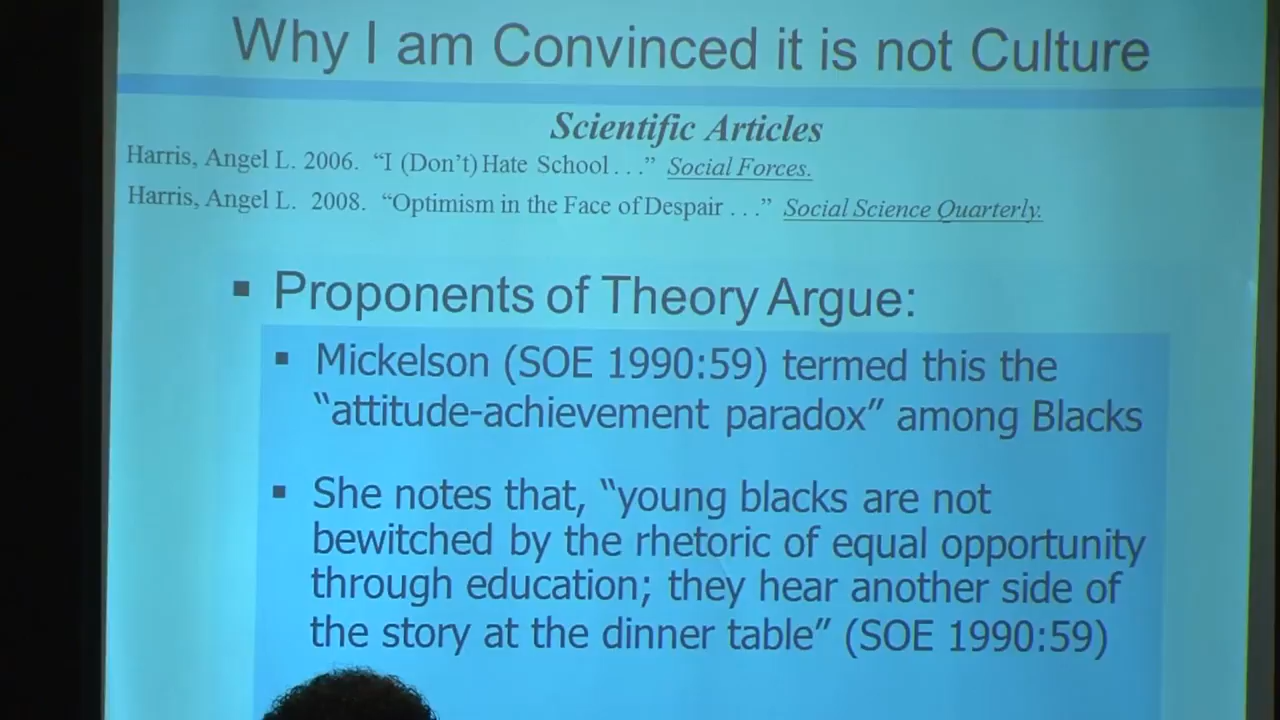 Why I am Convinced it is not Culture
Scientific Articles
Harris, Angel L. 2006. “I (Don’t) Hate School . . .” Social Forces.
Harris, Angel L. 2008. “Optimism in the Face of Despair . . .” Social Science Quarterly.
▪ Proponents of Theory Argue:
▪ Mickelson (SOE 1990:59) termed this the
“attitude-achievement paradox” among Blacks
▪ She notes that, “young blacks are not
bewitched by the rhetoric of equal opportunity
through education; they hear another side of
the story at the dinner table” (SOE 1990:59)